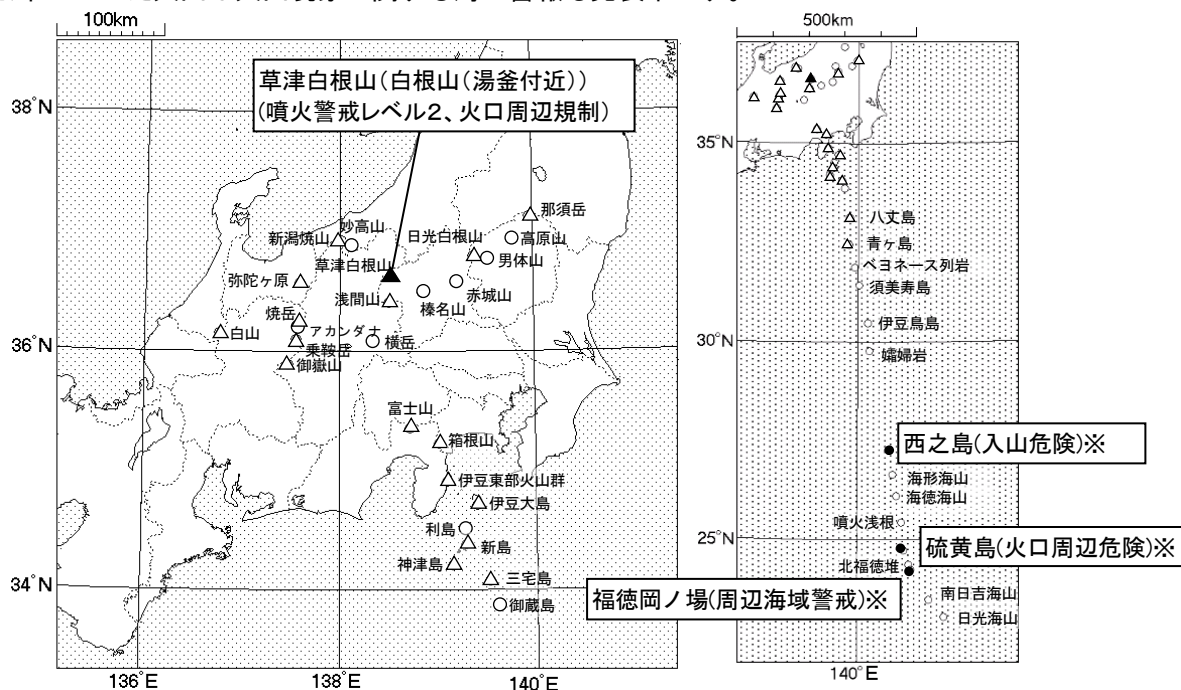 100km
草津白根山(白根山(湯釜付近))
(噴火警戒レベル2、火口周辺規制)
38°N
36°N
34°N
136°E
138°E
140°E
那須岳
妙高山
新潟焼山
日光白根山
高原山
草津白根山
男体山
弥陀ヶ原
浅間山
赤城山
榛名山
焼岳
アカンダナ
白山
横岳
乗鞍岳
御嶽山
富士山
箱根山
伊豆東部火山群
伊豆大島
利島
新島
神津島
三宅島
御蔵島
500km
35°N
30°N
25°N
140°E
八丈島
青ヶ島
ベヨネース列岩
須美寿島
伊豆鳥島
孀婦岩
西之島(入山危険)※
海形海山
海徳海山
噴火浅根
硫黄島(火口周辺危険)※
北福徳堆
福徳岡ノ場(周辺海域警戒)※
南日吉海山
日光海山